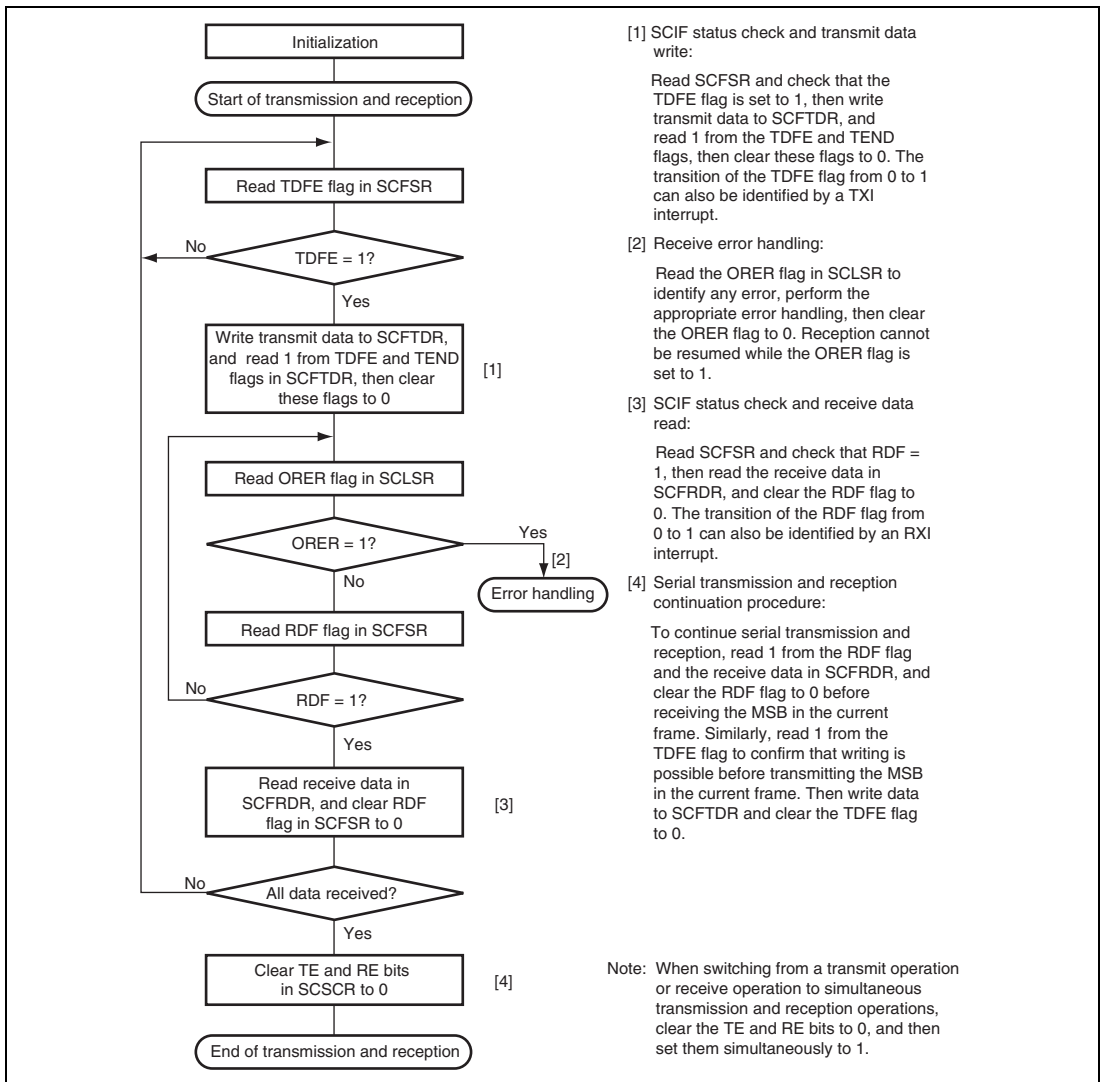 Initialization
Start of transmission and reception
Read TDFE flag in SCFSR
No
TDFE = 1?
Yes
Write transmit data to SCFTDR,
and read 1 from TDFE and TEND
flags in SCFTDR, then clear
these flags to 0
[1]
Read ORER flag in SCLSR
ORER = 1?
Yes
[2]
Error handling
No
Read RDF flag in SCFSR
No
RDF = 1?
Yes
Read receive data in
SCFRDR, and clear RDF
flag in SCFSR to 0
[3]
No
All data received?
Yes
Clear TE and RE bits
in SCSCR to 0
[4]
End of transmission and reception
[1] SCIF status check and transmit data
write:
Read SCFSR and check that the
TDFE flag is set to 1, then write
transmit data to SCFTDR, and
read 1 from the TDFE and TEND
flags, then clear these flags to 0. The
transition of the TDFE flag from 0 to 1
can also be identified by a TXI
interrupt.
[2] Receive error handling:
Read the ORER flag in SCLSR to
identify any error, perform the
appropriate error handling, then clear
the ORER flag to 0. Reception cannot
be resumed while the ORER flag is
set to 1.
[3] SCIF status check and receive data
read:
Read SCFSR and check that RDF =
1, then read the receive data in
SCFRDR, and clear the RDF flag to
0. The transition of the RDF flag from
0 to 1 can also be identified by an RXI
interrupt.
[4] Serial transmission and reception
continuation procedure:
To continue serial transmission and
reception, read 1 from the RDF flag
and the receive data in SCFRDR, and
clear the RDF flag to 0 before
receiving the MSB in the current
frame. Similarly, read 1 from the
TDFE flag to confirm that writing is
possible before transmitting the MSB
in the current frame. Then write data
to SCFTDR and clear the TDFE flag
to 0.
Note: When switching from a transmit operation
or receive operation to simultaneous
transmission and reception operations,
clear the TE and RE bits to 0, and then
set them simultaneously to 1.